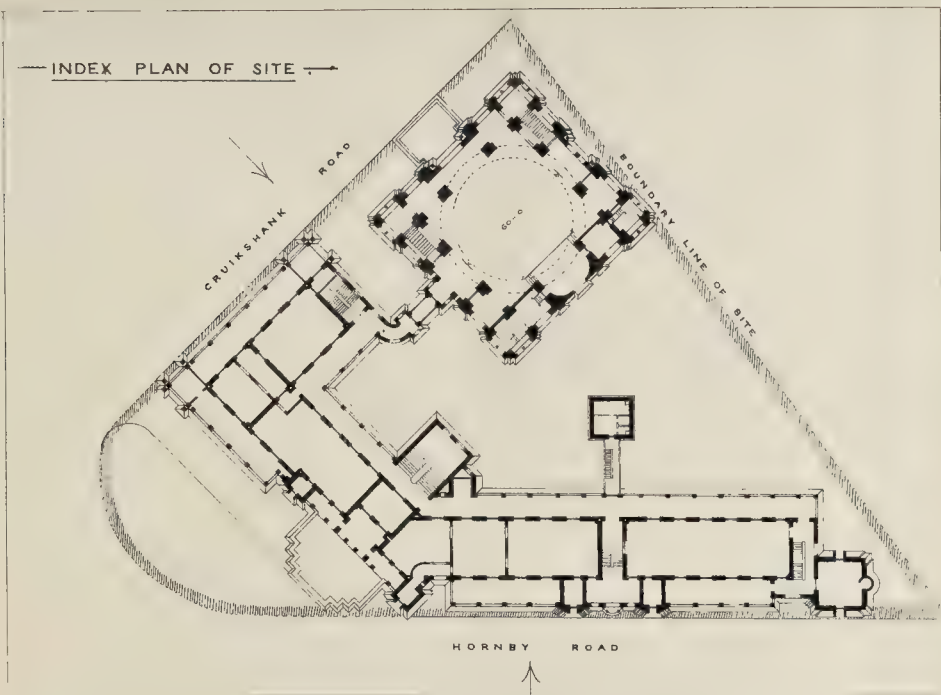 INDEX PLAN OF SITE.
CRUIKSHANK ROAD
BOUNDARY LINE OF SITE
60-0
HORNBY ROAD